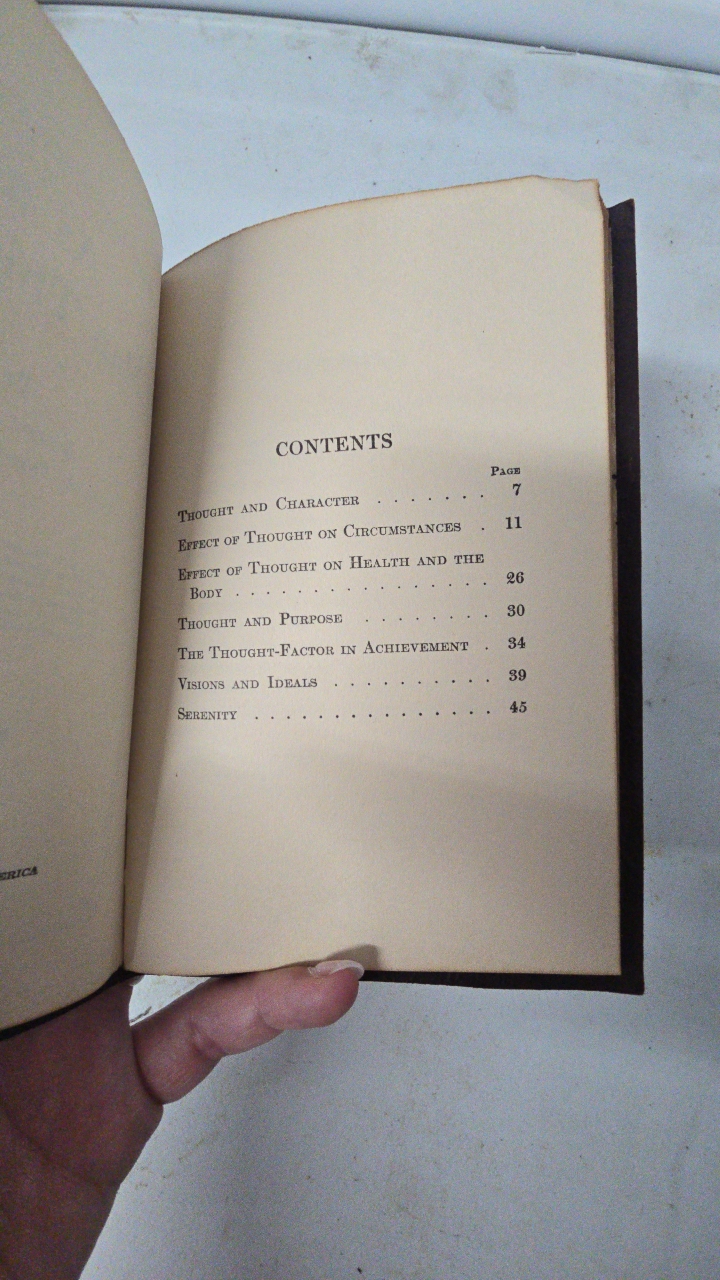 ERICA
CONTENTS
PAGE
THOUGHT AND CHARACTER . . . . . . . 7
EFFECT OF THOUGHT ON CIRCUMSTANCES . 11
EFFECT OF THOUGHT ON HEALTH AND THE
BODY . . . . . . . . . . . . . . . . 26
THOUGHT AND PURPOSE . . . . . . . . 30
THE THOUGHT-FACTOR IN ACHIEVEMENT . 34
VISIONS AND IDEALS . . . . . . . . . . 39
SERENITY . . . . . . . . . . . . . . . 45